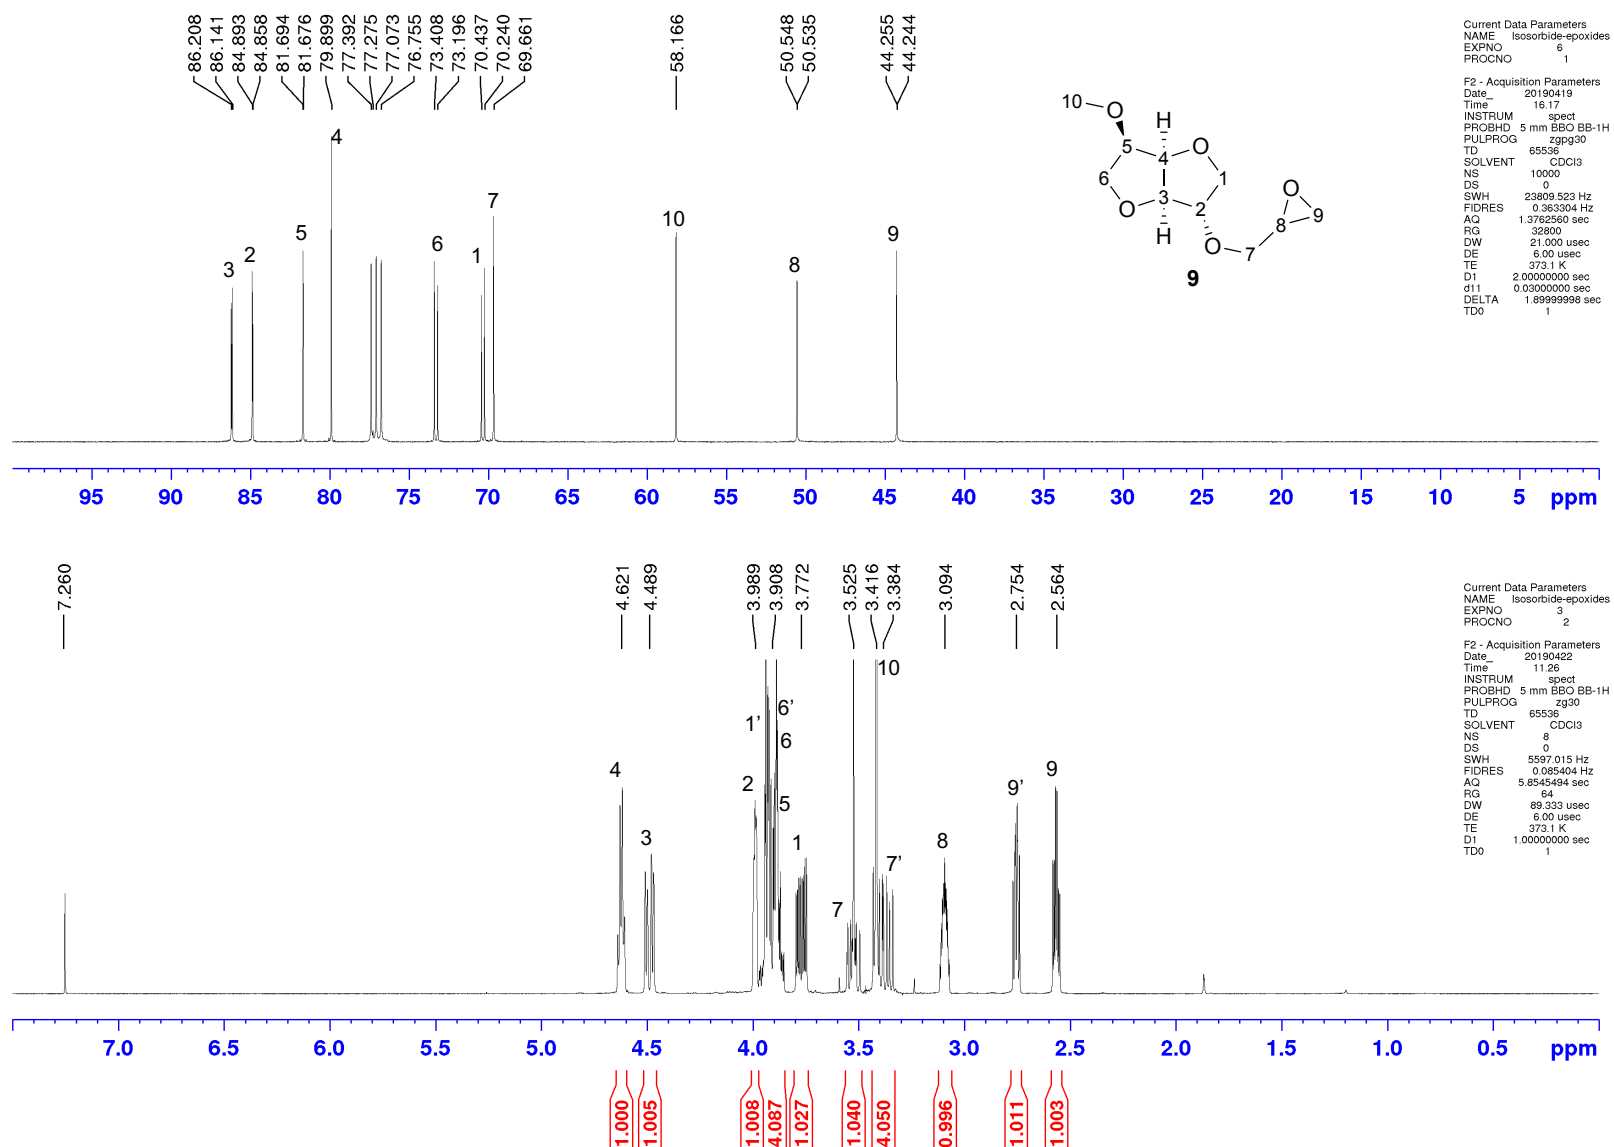 86.208
86.141
84.893
84.858
81.694
81.676
79.899
77.392
77.275
77.073
76.755
73.408
73.196
70.437
70.240
69.661
58.166
50.548
50.535
44.255
44.244
Current Data Parameters
NAME Isosorbide-epoxides
EXPNO 6
PROCNO 1
F2 - Acquisition Parameters
Date_ 20190419
Time 16.17
INSTRUM spect
PROBHD 5 mm BBO BB-1H
PULPROG zgpg30
TD 65536
SOLVENT CDCl3
NS 10000
DS 0
SWH 23809.523 Hz
FIDRES 0.363304 Hz
AQ 1.3762560 sec
RG 32800
DW 21.000 usec
DE 6.00 usec
TE 373.1 K
D1 2.00000000 sec
d11 0.03000000 sec
DELTA 1.89999998 sec
TD0 1
10 O H
5 4 O
6 1
3 2 O
O H 8 9
O 7
9
3 2 5 4 6 1 7 10 8 9
95 90 85 80 75 70 65 60 55 50 45 40 35 30 25 20 15 10 5 ppm
7.260
4.621
4.489
3.989
3.908
3.772
3.525
3.416
3.384
3.094
2.754
2.564
Current Data Parameters
NAME Isosorbide-epoxides
EXPNO 3
PROCNO 2
F2 - Acquisition Parameters
Date_ 20190422
Time 11.26
INSTRUM spect
PROBHD 5 mm BBO BB-1H
PULPROG zg30
TD 65536
SOLVENT CDCl3
NS 8
DS 0
SWH 5597.015 Hz
FIDRES 0.085404 Hz
AQ 5.8545494 sec
RG 64
DW 89.333 usec
DE 6.00 usec
TE 373.1 K
D1 1.00000000 sec
TD0 1
4 3 2 1’ 6’ 6 5 1 7 10 7’ 8 9’ 9
7.0 6.5 6.0 5.5 5.0 4.5 4.0 3.5 3.0 2.5 2.0 1.5 1.0 0.5 ppm
1.000
1.005
1.008
4.087
1.027
1.040
4.050
0.996
1.011
1.003